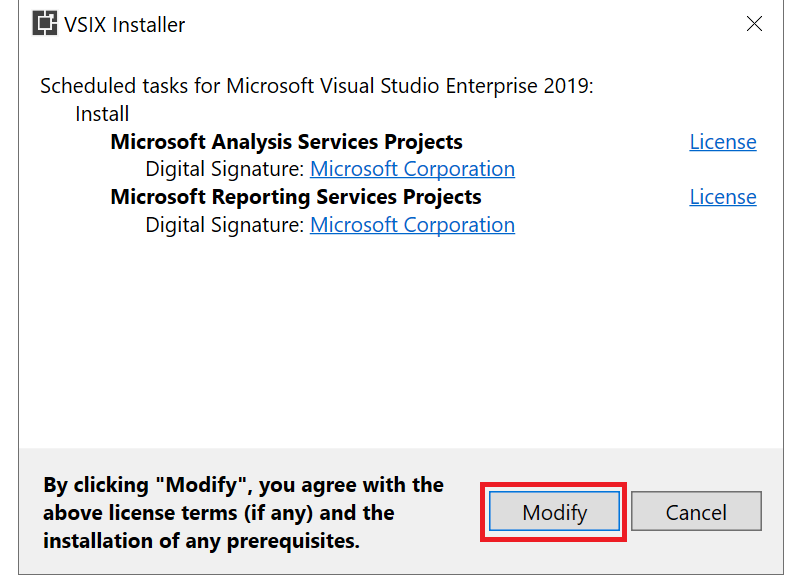 VSIX Installer
Scheduled tasks for Microsoft Visual Studio Enterprise 2019:
Install
Microsoft Analysis Services Projects License
Digital Signature: Microsoft Corporation
Microsoft Reporting Services Projects License
Digital Signature: Microsoft Corporation
By clicking "Modify", you agree with the
above license terms (if any) and the
installation of any prerequisites.
Modify Cancel